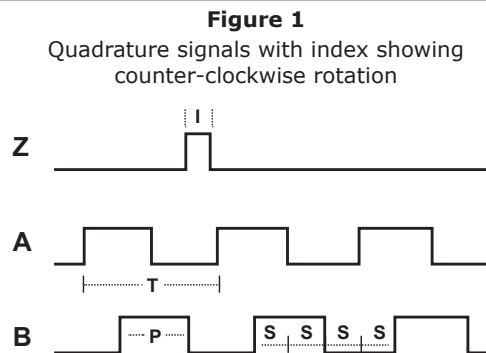 Figure 1
Quadrature signals with index showing
counter-clockwise rotation
I
Z
A
T
B
P
S S S S